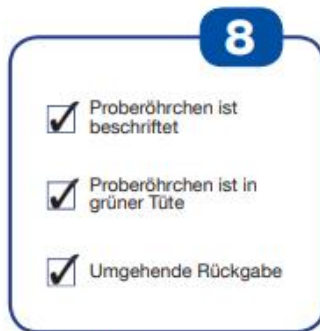 8
Proberöhrchen ist
beschriftet
Proberöhrchen ist in
grüner Tüte
Umgehende Rückgabe